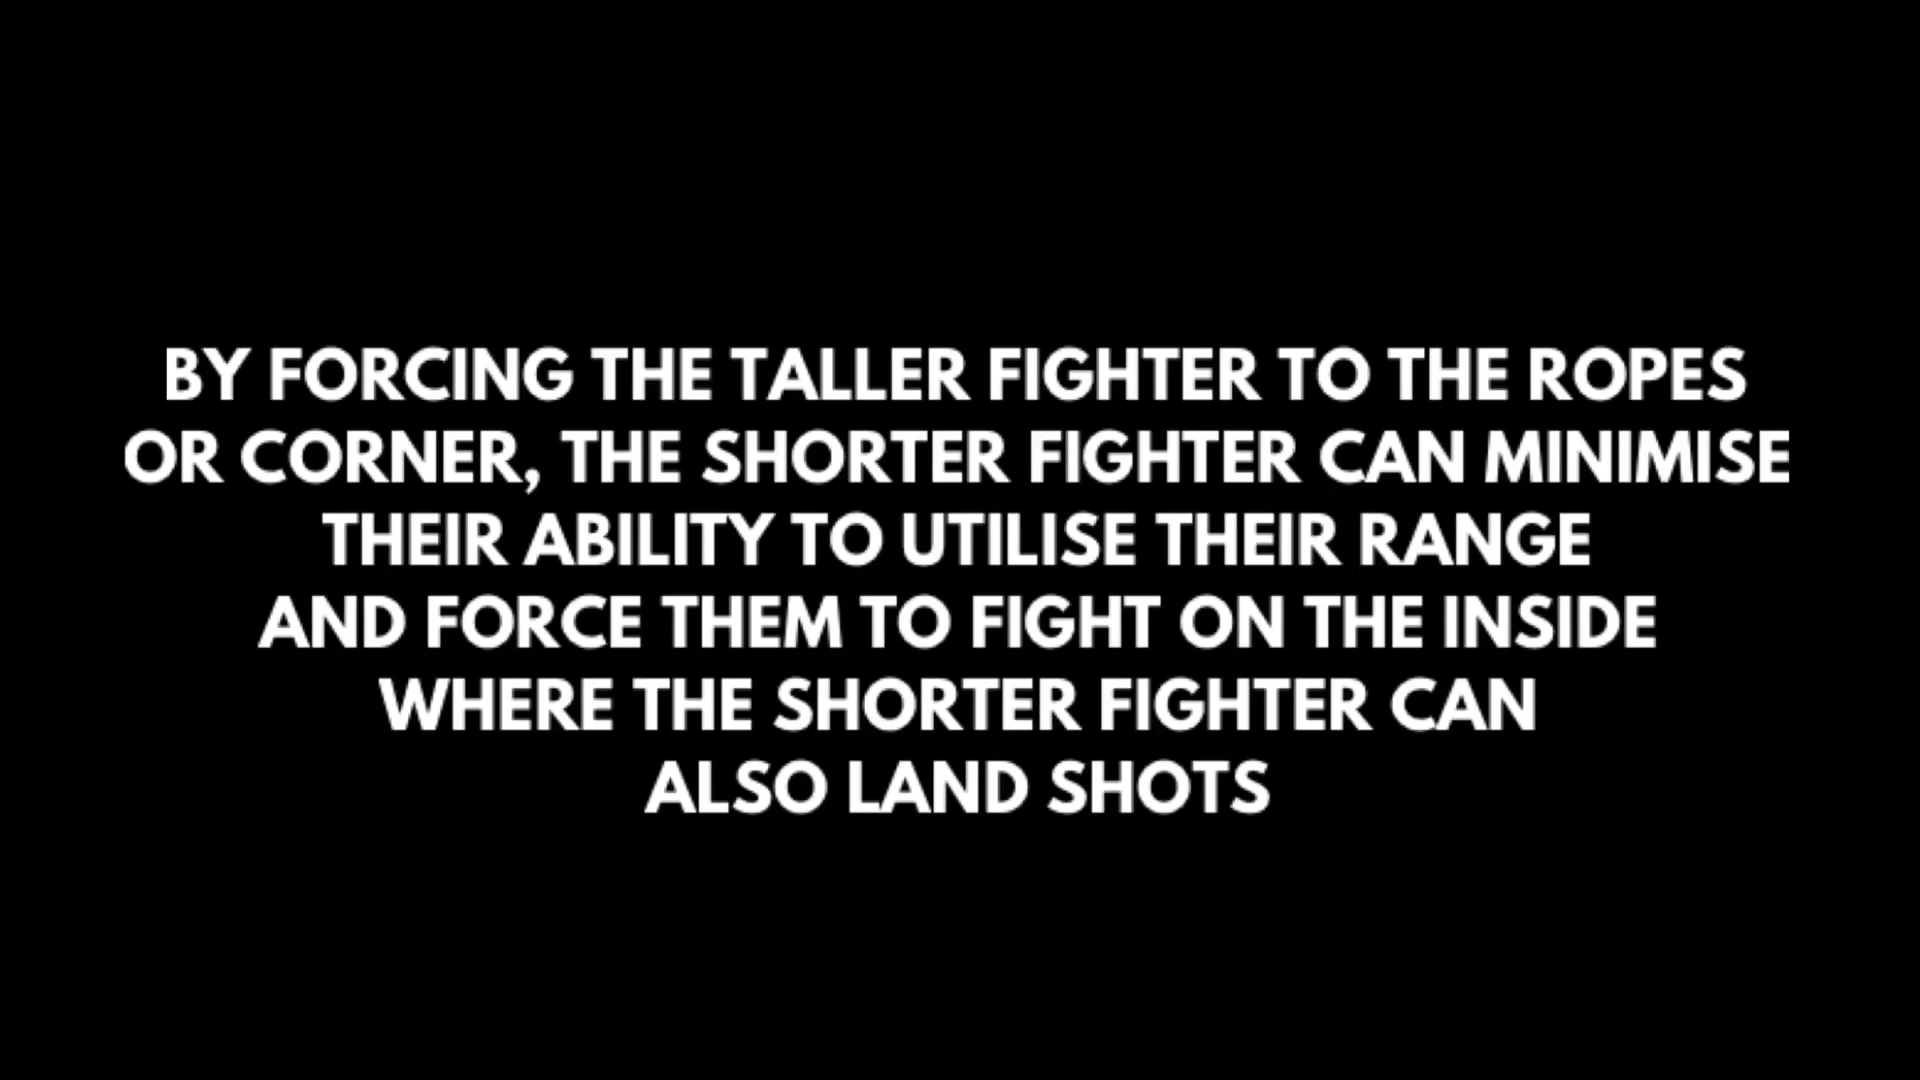 BY FORCING THE TALLER FIGHTER TO THE ROPES
OR CORNER, THE SHORTER FIGHTER CAN MINIMISE
THEIR ABILITY TO UTILISE THEIR RANGE
AND FORCE THEM TO FIGHT ON THE INSIDE
WHERE THE SHORTER FIGHTER CAN
ALSO LAND SHOTS